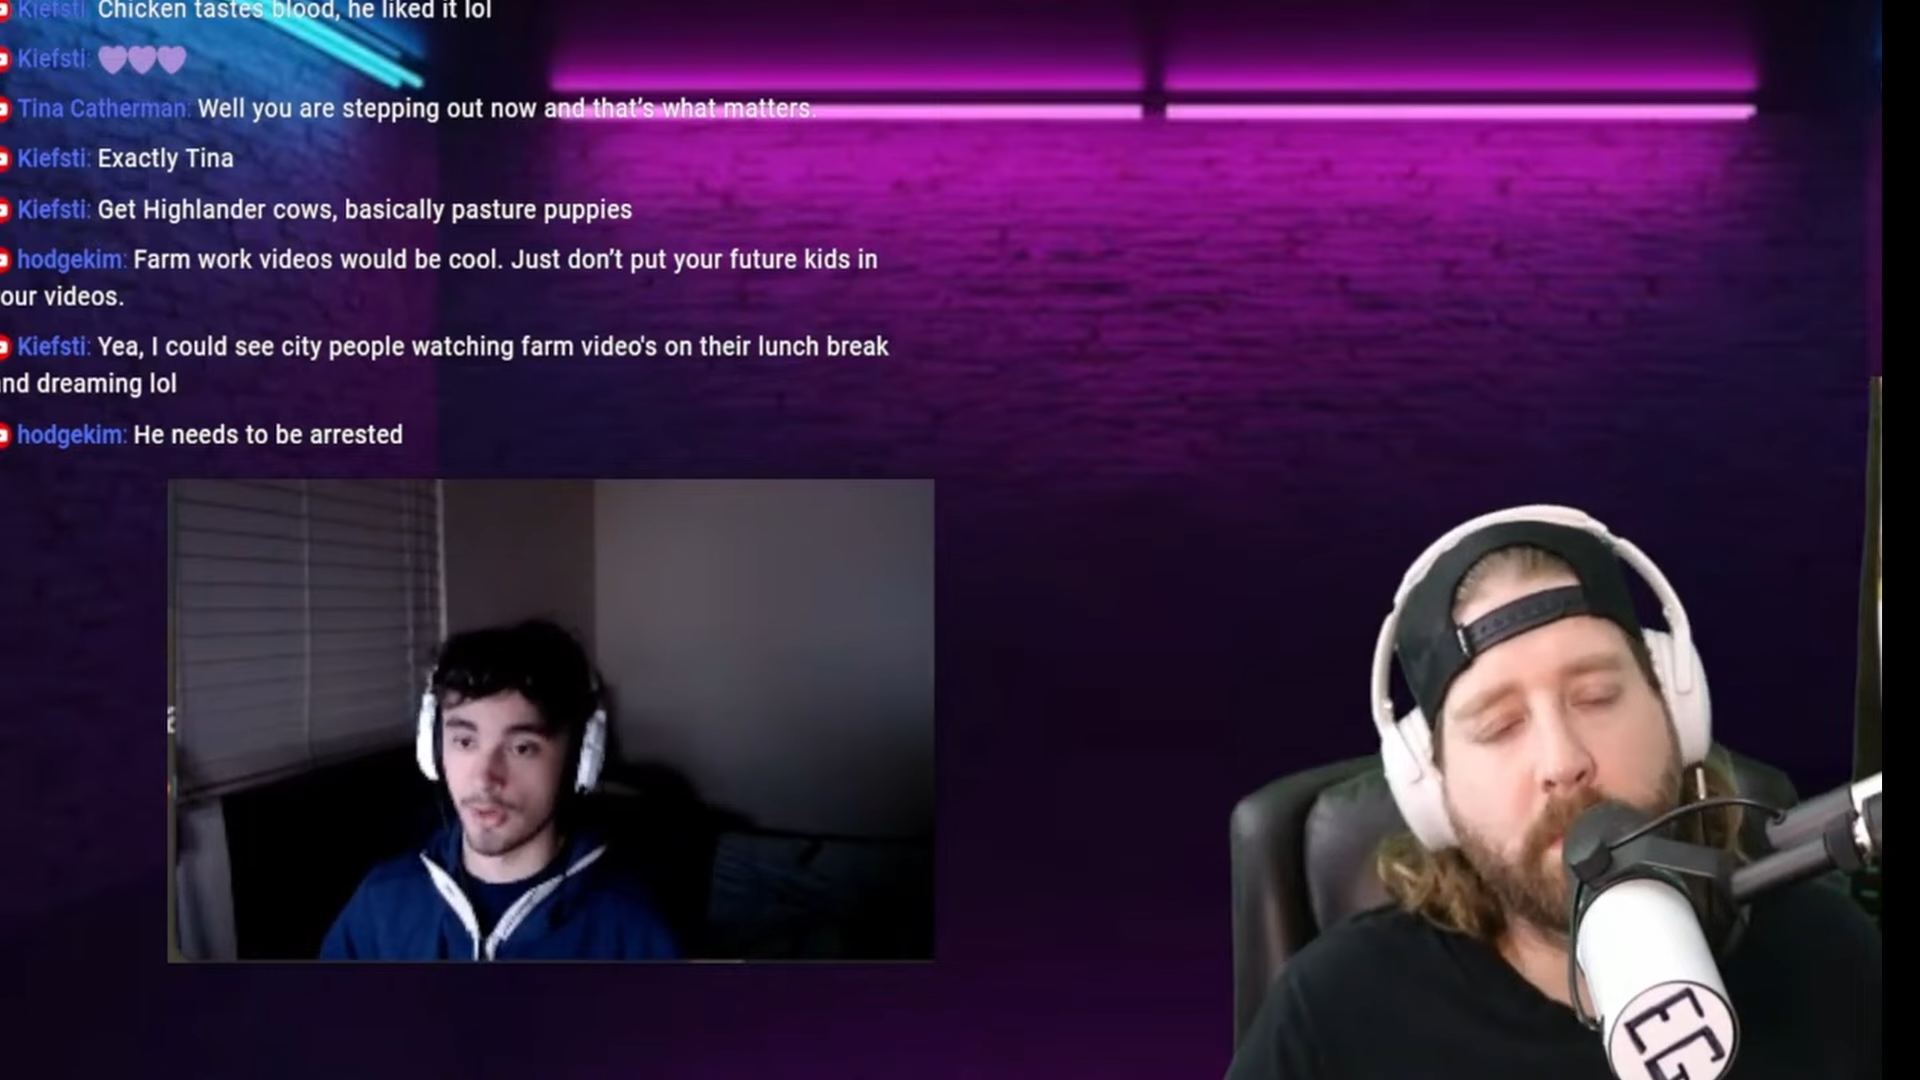 Kiefsti: Chicken tastes blood, he liked it lol
Kiefsti: 💜💜💜
Tina Catherman: Well you are stepping out now and that’s what matters.
Kiefsti: Exactly Tina
Kiefsti: Get Highlander cows, basically pasture puppies
hodgekim: Farm work videos would be cool. Just don’t put your future kids in
our videos.
Kiefsti: Yea, I could see city people watching farm video's on their lunch break
nd dreaming lol
hodgekim: He needs to be arrested
EG